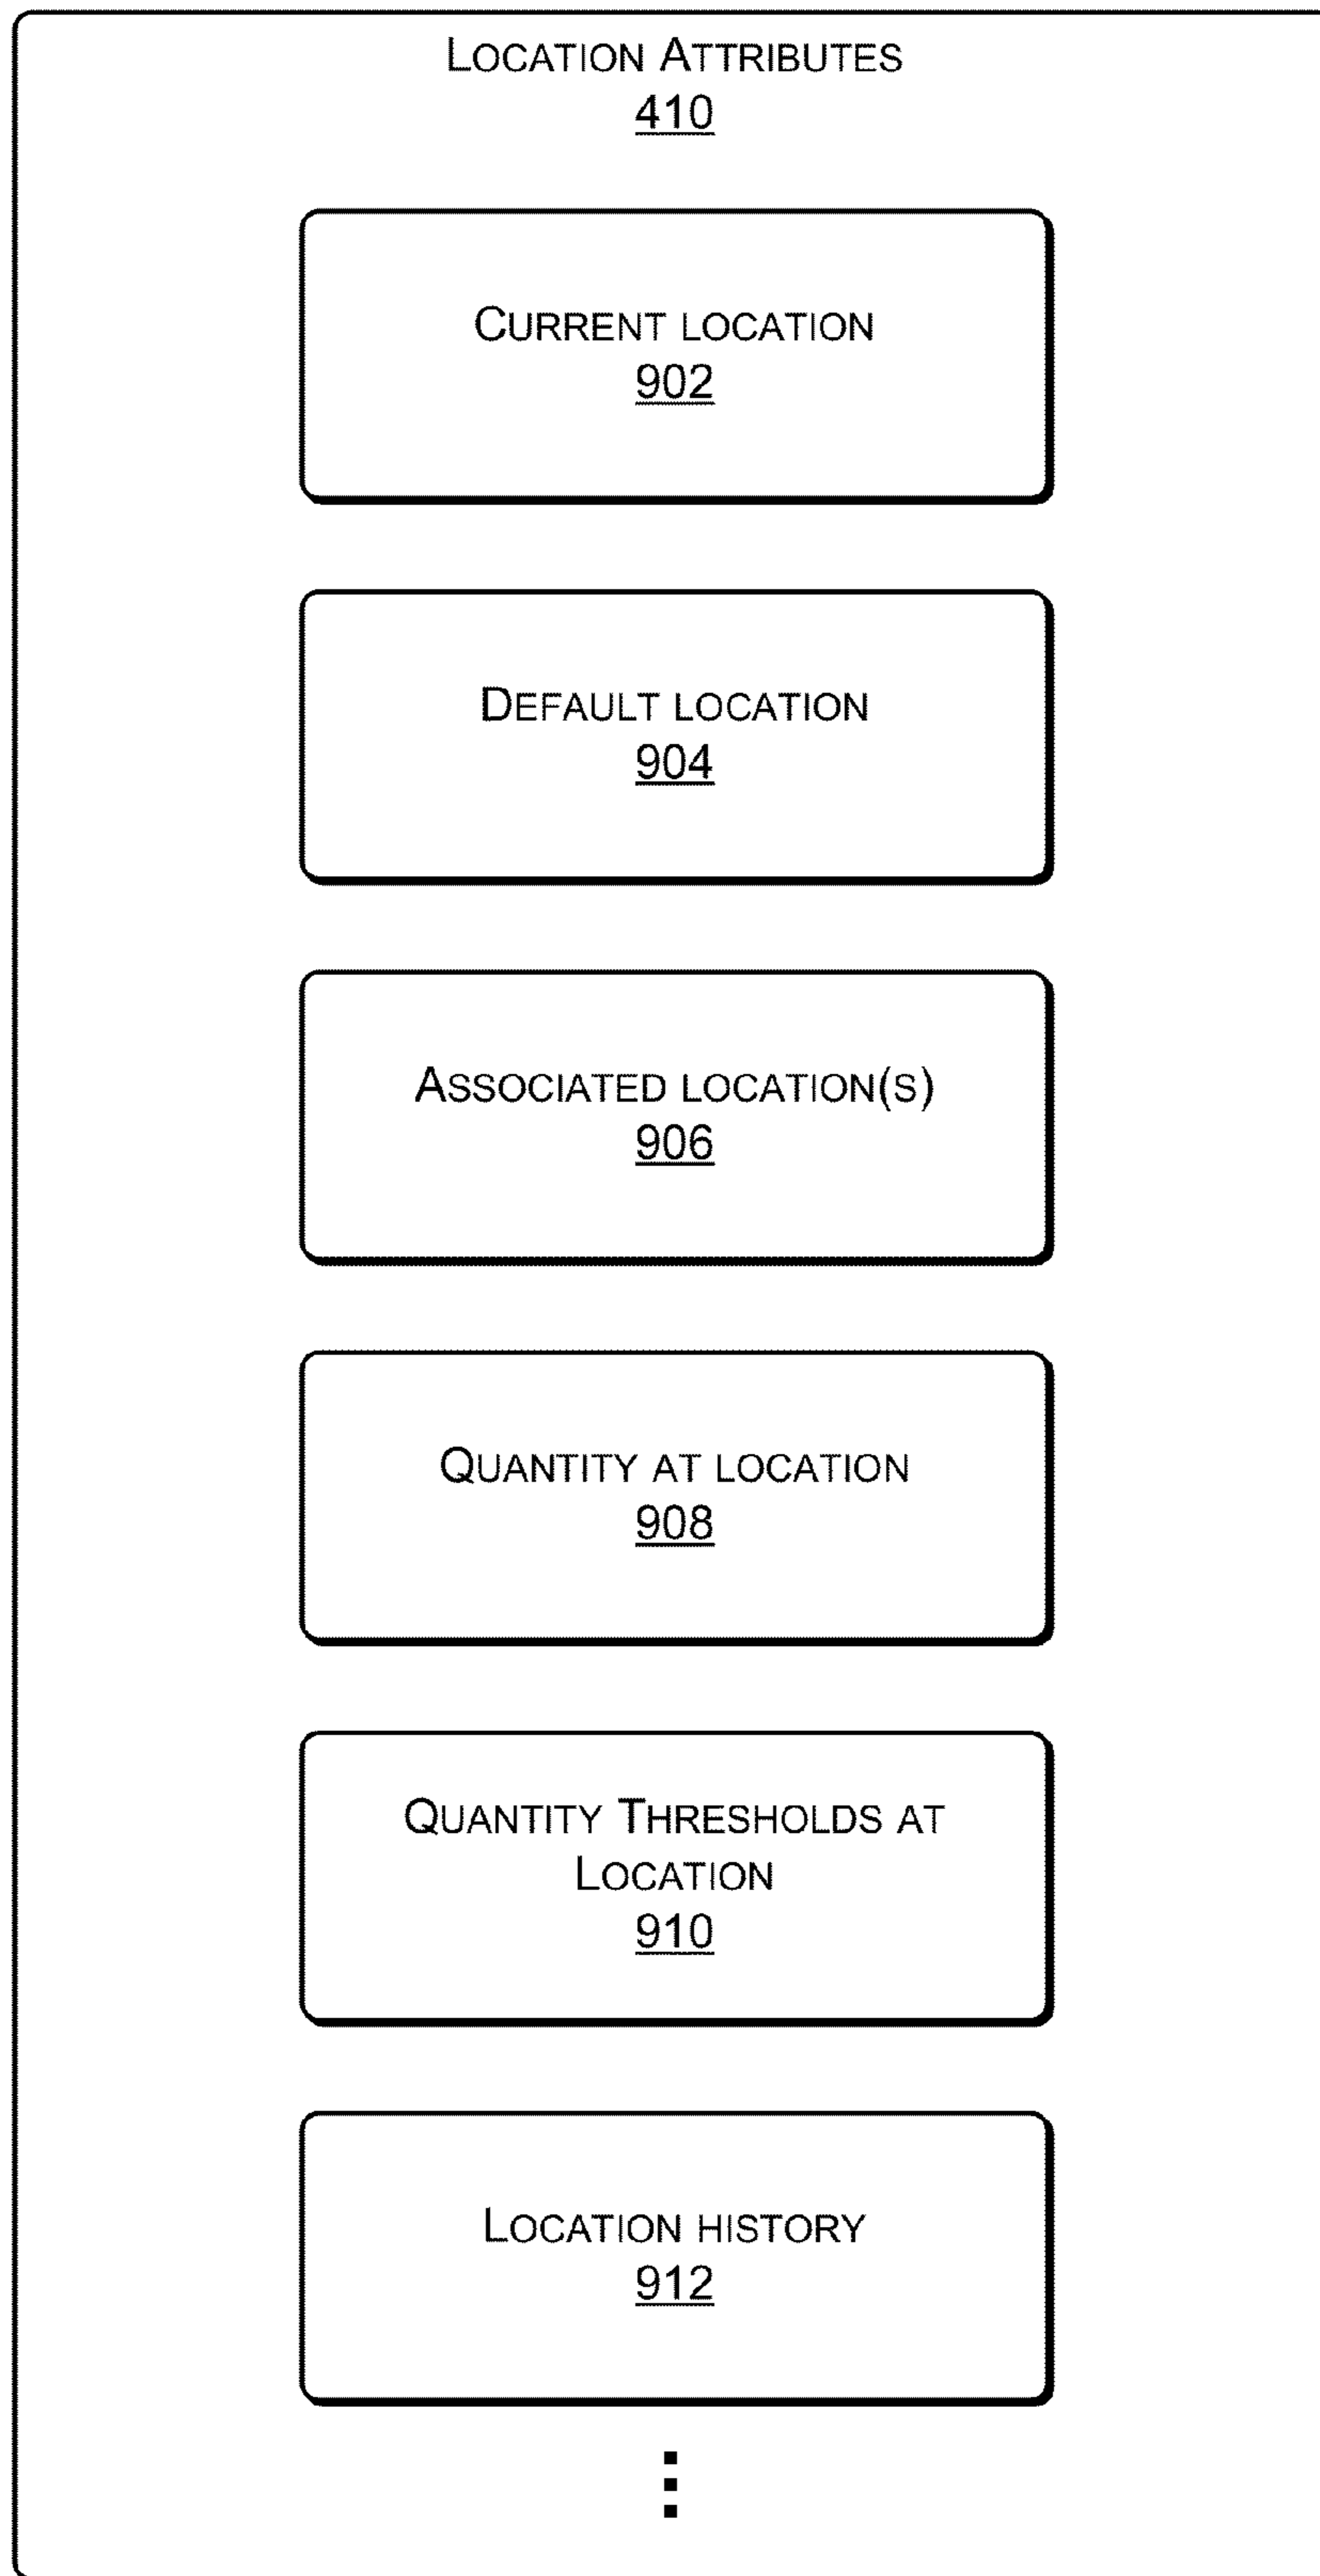 LOCATION ATTRIBUTES
410
CURRENT LOCATION
902
DEFAULT LOCATION
904
ASSOCIATED LOCATION(S)
906
QUANTITY AT LOCATION
908
QUANTITY THRESHOLDS AT
LOCATION
910
LOCATION HISTORY
912